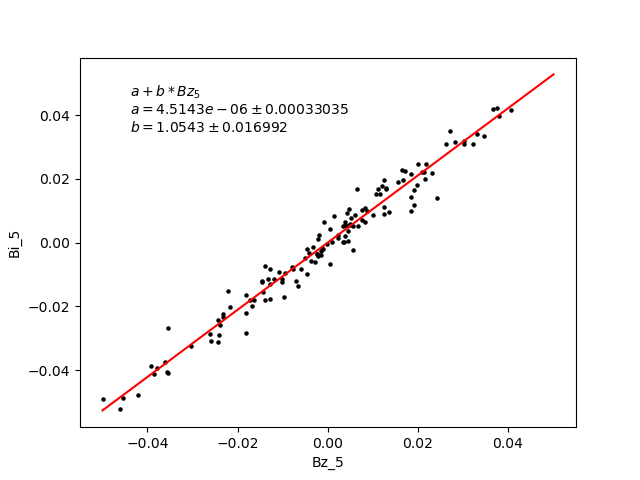 a + b * Bz₅
a = 4.5143e − 06 ± 0.00033035
b = 1.0543 ± 0.016992
0.04
0.02
0.00
−0.02
−0.04
Bi_5
−0.04 −0.02 0.00 0.02 0.04
Bz_5